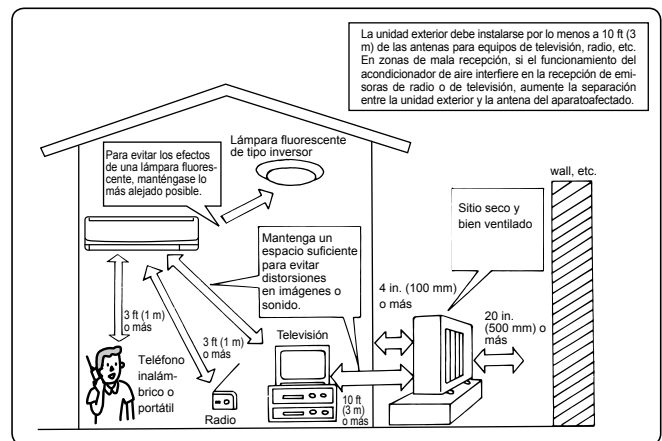 La unidad exterior debe instalarse por lo menos a 10 ft (3
m) de las antenas para equipos de televisión, radio, etc.
En zonas de mala recepción, si el funcionamiento del
acondicionador de aire interfiere en la recepción de emi-
soras de radio o de televisión, aumente la separación
entre la unidad exterior y la antena del aparatoafectado.
Lámpara fluorescente
de tipo inversor
Para evitar los efectos
de una lámpara fluores-
cente, manténgase lo
más alejado posible.
wall, etc.
Sitio seco y
bien ventilado
Mantenga un
espacio suficiente
para evitar
distorsiones
en imágenes o
sonido.
4 in. (100 mm)
o más
20 in.
(500 mm) o
más
3 ft (1 m)
o más
3 ft (1 m)
o más
Televisión
Teléfono
inalám-
brico o
portátil
Radio
10 ft
(3 m)
o más